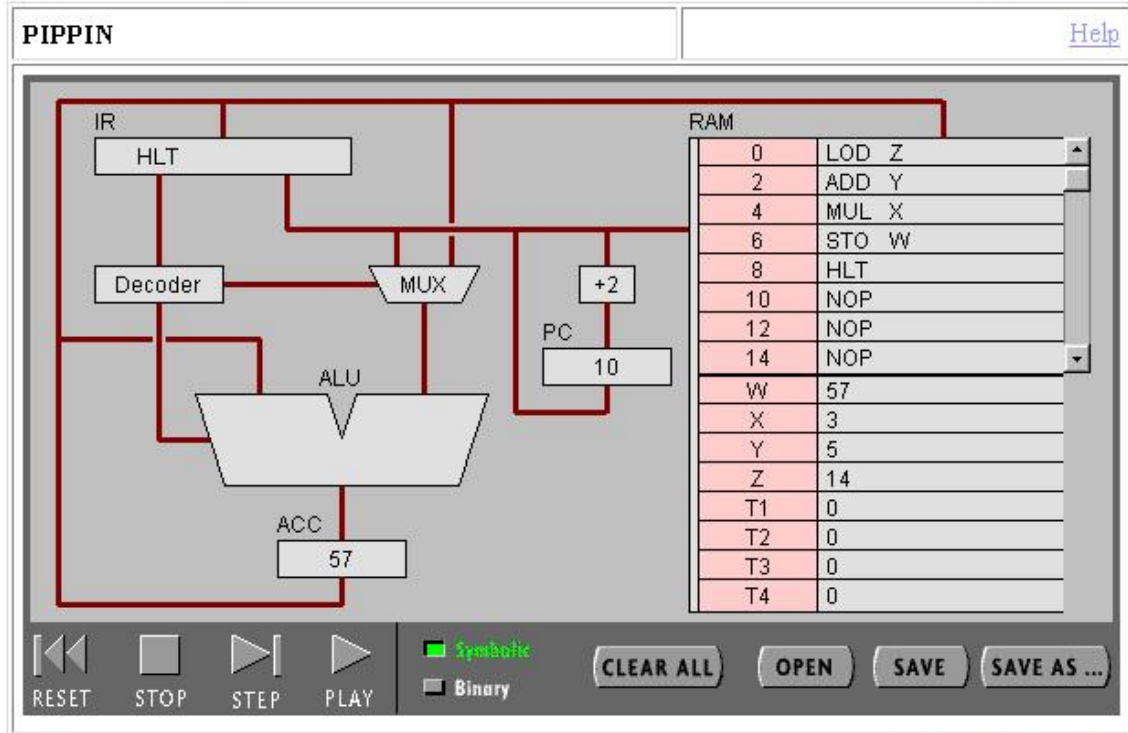 PIPPIN
Help
IR
HLT
Decoder
MUX
+2
PC
10
ALU
ACC
57
RAM
0 LOD Z
2 ADD Y
4 MUL X
6 STO W
8 HLT
10 NOP
12 NOP
14 NOP
W 57
X 3
Y 5
Z 14
T1 0
T2 0
T3 0
T4 0
RESET
STOP
STEP
PLAY
Symbolic
Binary
CLEAR ALL
OPEN
SAVE
SAVE AS ...